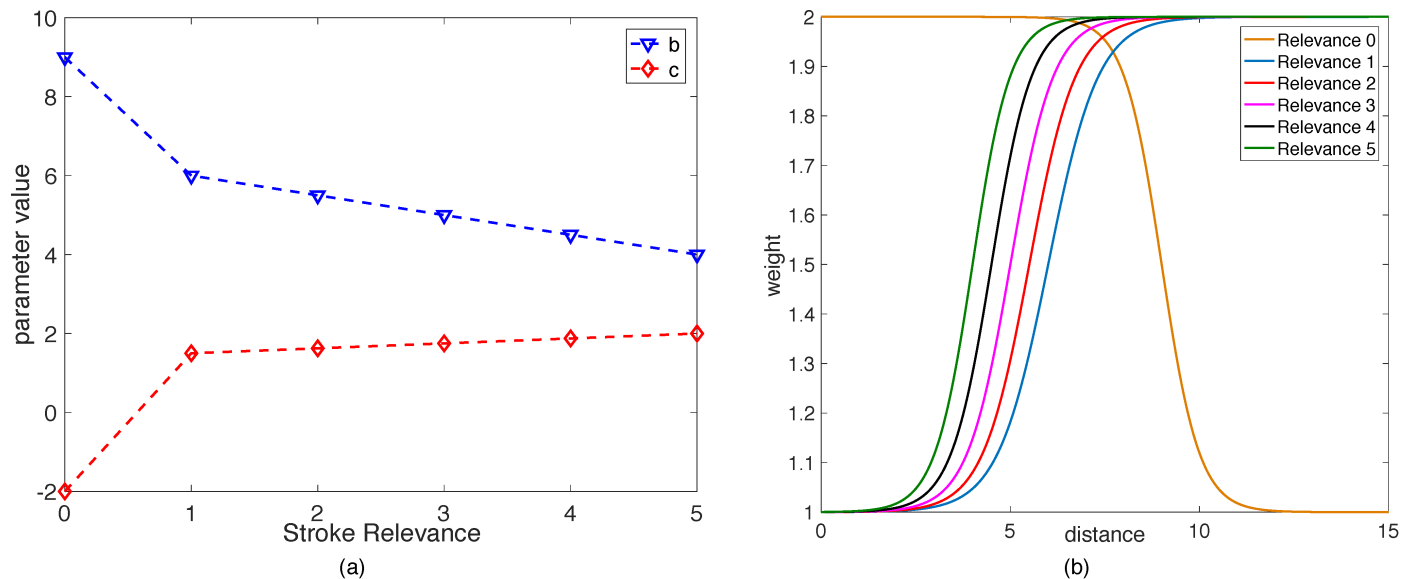 10
8
6
4
2
0
-2
parameter value
b
c
0 1 2 3 4 5
Stroke Relevance
(a)
2
1.9
1.8
1.7
1.6
1.5
1.4
1.3
1.2
1.1
1
weight
Relevance 0
Relevance 1
Relevance 2
Relevance 3
Relevance 4
Relevance 5
0 5 10 15
distance
(b)